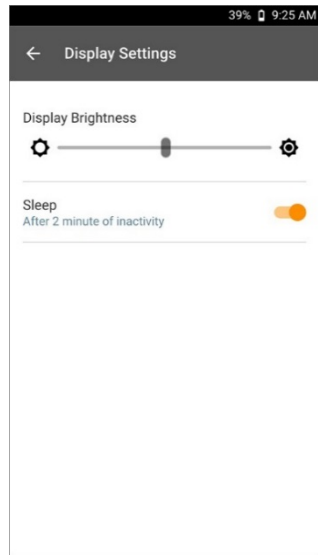 39% 9:25 AM
Display Settings
Display Brightness
Sleep
After 2 minute of inactivity